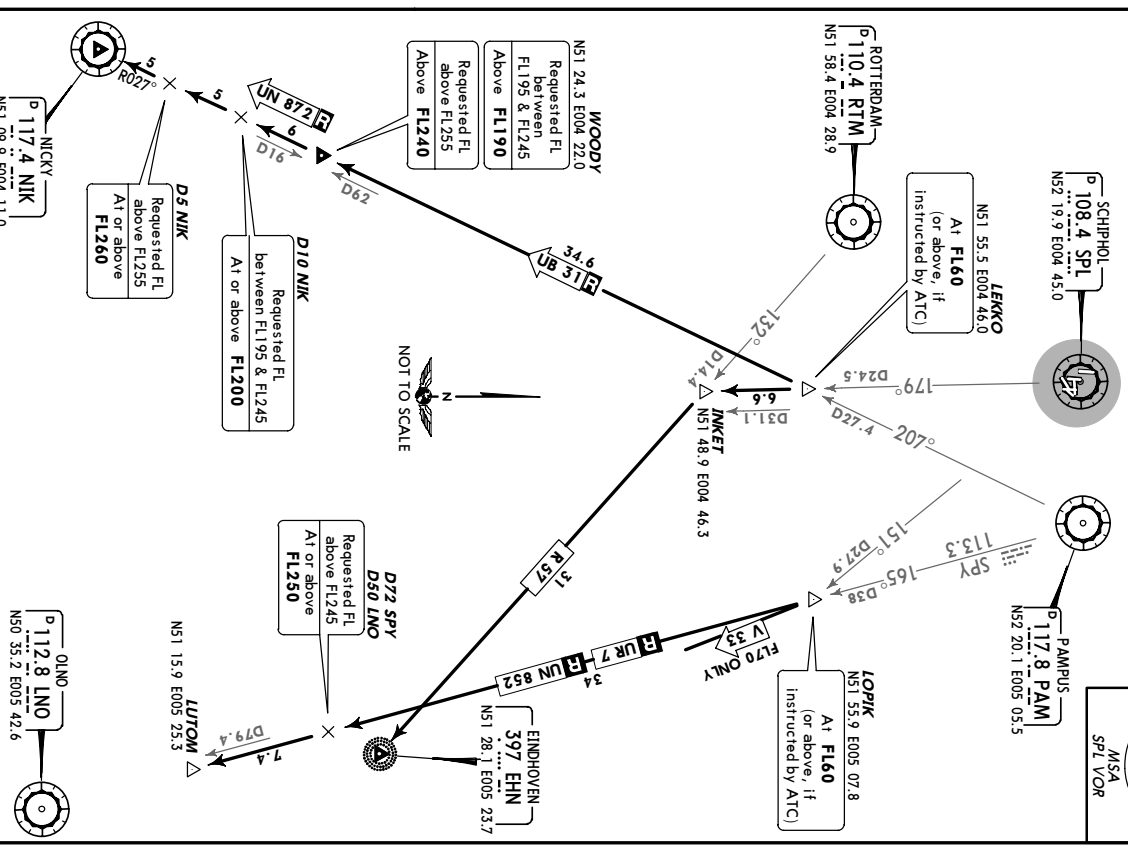 SCHIPHOL
D 108.4 SPL
N52 19.9 E004 45.0
PAMPUS
D 117.8 PAM
N52 20.1 E005 05.5
MSA
SPL VOR
ROTTERDAM
D 110.4 RTM
N51 58.4 E004 28.9
LEKKO
N51 55.5 E004 46.0
At FL60
(or above, if
instructed by ATC)
LOPIK
N51 55.9 E005 07.8
At FL60
(or above, if
instructed by ATC)
179°
D24.5
207°
D27.4
SPY
113.3
165°
D38
151°
D27.9
132°
D14.4
6.6
D31.1
INKET
N51 48.9 E004 46.3
V 33
FL70 ONLY
UR 7 R
34
UN 852 R
R 57
31
34.6
UB 31 R
WOODY
N51 24.3 E004 22.0
Requested FL
between
FL195 & FL245
Above FL190
Requested FL
above FL255
Above FL240
D62
6
D16
UN 872 R
5
5
R027°
NOT TO SCALE
N
EINDHOVEN
397 EHN
N51 28.1 E005 23.7
D72 SPY
D50 LNO
Requested FL
above FL245
At or above
FL250
7.4
D79.4
LUTOM
N51 15.9 E005 25.3
D10 NIK
Requested FL
between FL195 & FL245
At or above FL200
D5 NIK
Requested FL
above FL255
At or above
FL260
NICKY
D 117.4 NIK
OLNO
D 112.8 LNO
N50 35.2 E005 42.6